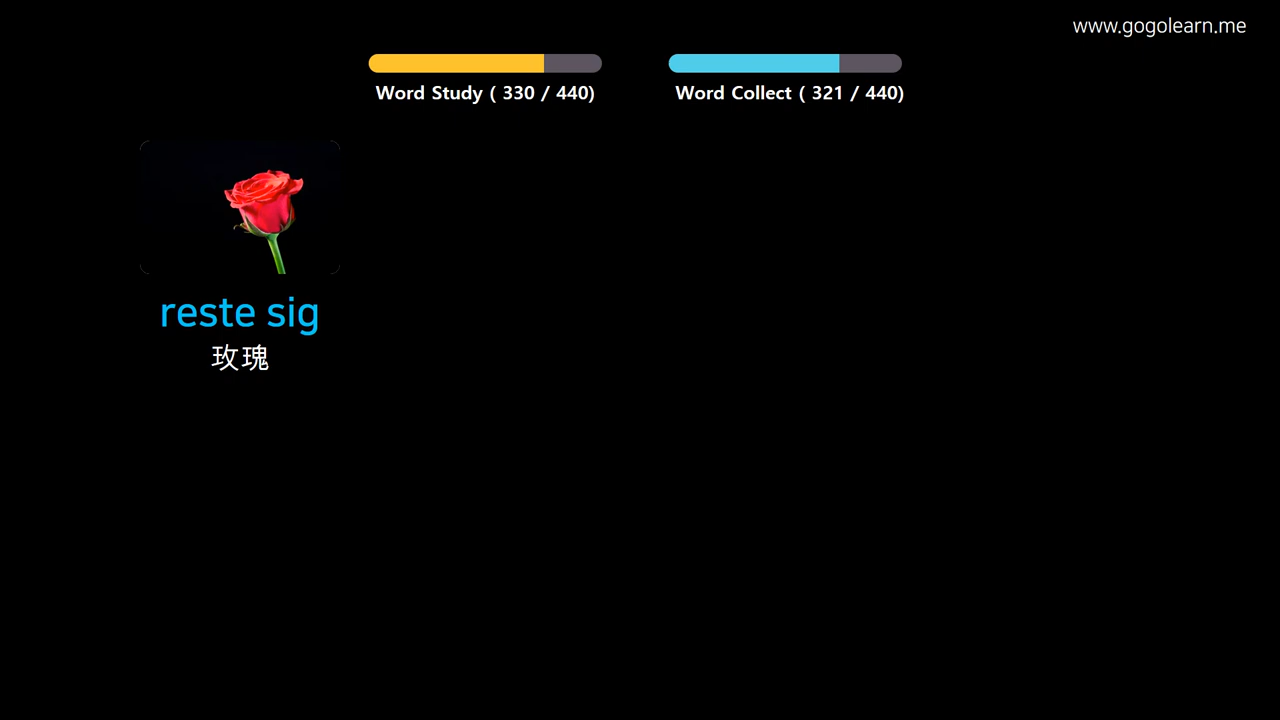 www.gogolearn.me
Word Study ( 330 / 440)
Word Collect ( 321 / 440)
reste sig
玫瑰